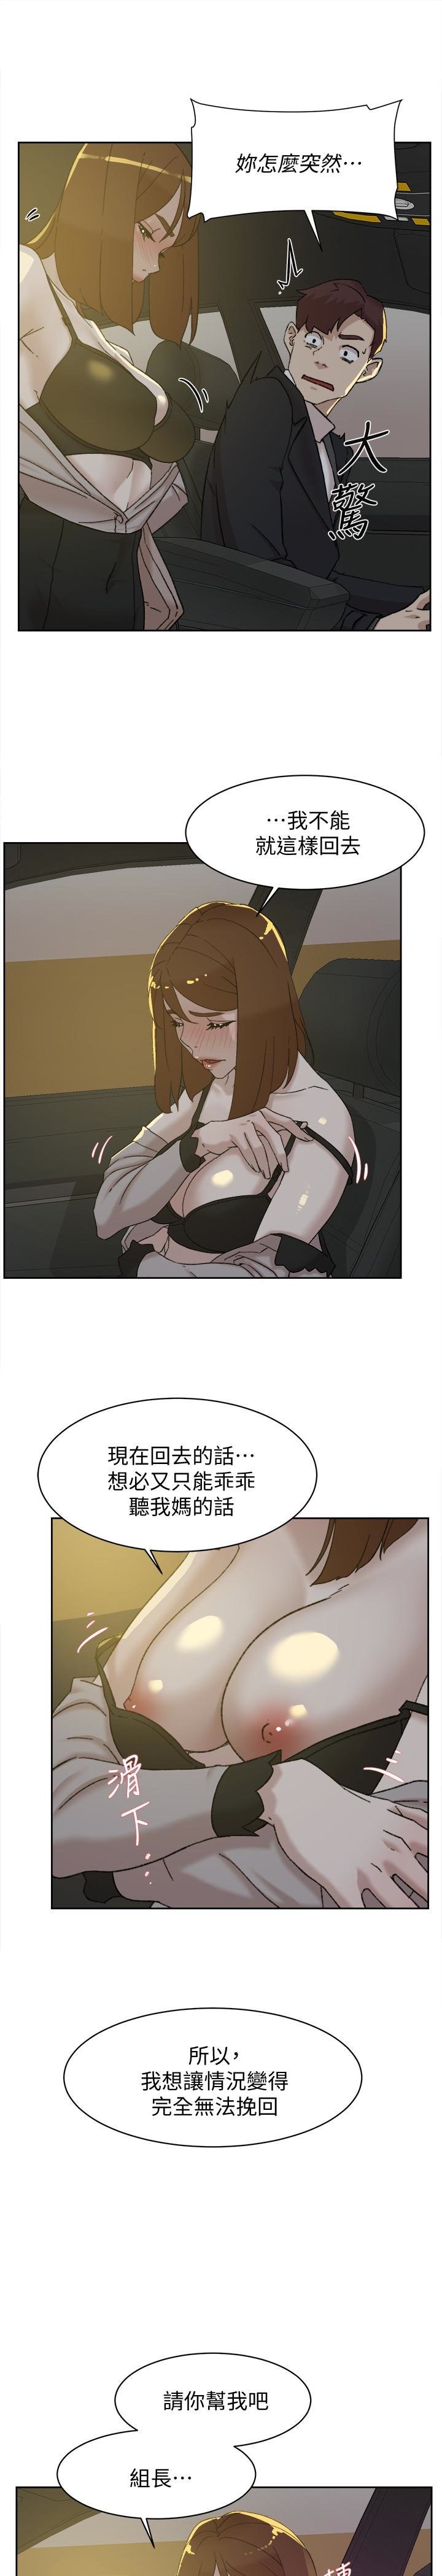 妳怎麼突然…
大
驚
…我不能
就這樣回去
現在回去的話…
想必又只能乖乖
聽我媽的話
滑
下
所以,
我想讓情況變得
完全無法挽回
請你幫我吧
組長…